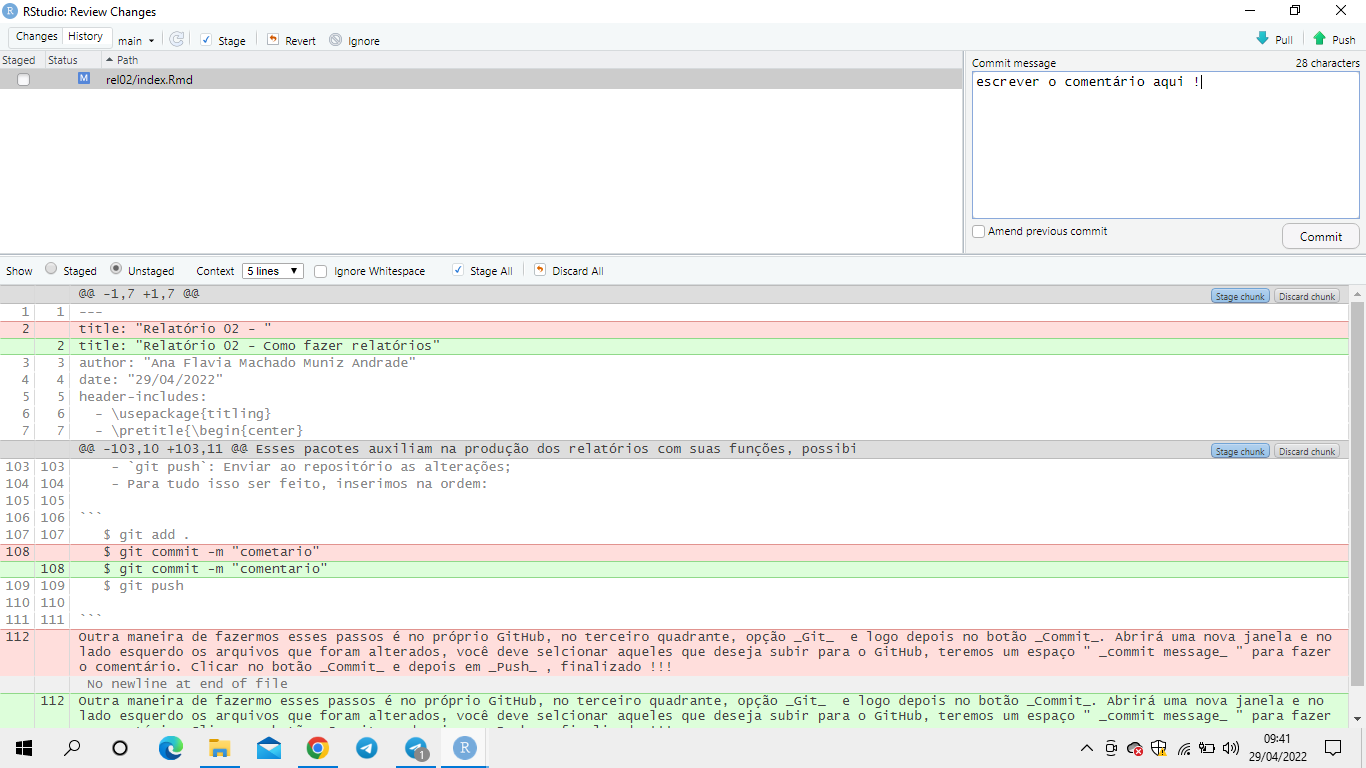 RStudio: Review Changes
Changes History main Stage Revert Ignore Pull Push
Staged Status Path
M rel02/index.Rmd
Commit message 28 characters
escrever o comentário aqui !
Amend previous commit
Commit
Show Staged Unstaged Context 5 lines Ignore Whitespace Stage All Discard All
@@ -1,7 +1,7 @@ Stage chunk Discard chunk
1 1 ---
2 title: "Relatório 02 - "
2 title: "Relatório 02 - Como fazer relatórios"
3 3 author: "Ana Flavia Machado Muniz Andrade"
4 4 date: "29/04/2022"
5 5 header-includes:
6 6 - \usepackage{titling}
7 7 - \pretitle{\begin{center}
@@ -103,10 +103,11 @@ Esses pacotes auxiliam na produção dos relatórios com suas funções, possibi Stage chunk Discard chunk
103 103 - `git push`: Enviar ao repositório as alterações;
104 104 - Para tudo isso ser feito, inserimos na ordem:
105 105
106 106 ```
107 107 $ git add .
108 $ git commit -m "cometario"
108 $ git commit -m "comentario"
109 109 $ git push
110 110
111 111 ```
112 Outra maneira de fazermos esses passos é no próprio GitHub, no terceiro quadrante, opção _Git_ e logo depois no botão _Commit_. Abrirá uma nova janela e no
lado esquerdo os arquivos que foram alterados, você deve selcionar aqueles que deseja subir para o GitHub, teremos um espaço " _commit message_ " para fazer
o comentário. Clicar no botão _Commit_ e depois em _Push_ , finalizado !!!
No newline at end of file
112 Outra maneira de fazermo esses passos é no próprio GitHub, no terceiro quadrante, opção _Git_ e logo depois no botão _Commit_. Abrirá uma nova janela e no
lado esquerdo os arquivos que foram alterados, você deve selcionar aqueles que deseja subir para o GitHub, teremos um espaço " _commit message_ " para fazer
1
R
09:41
29/04/2022